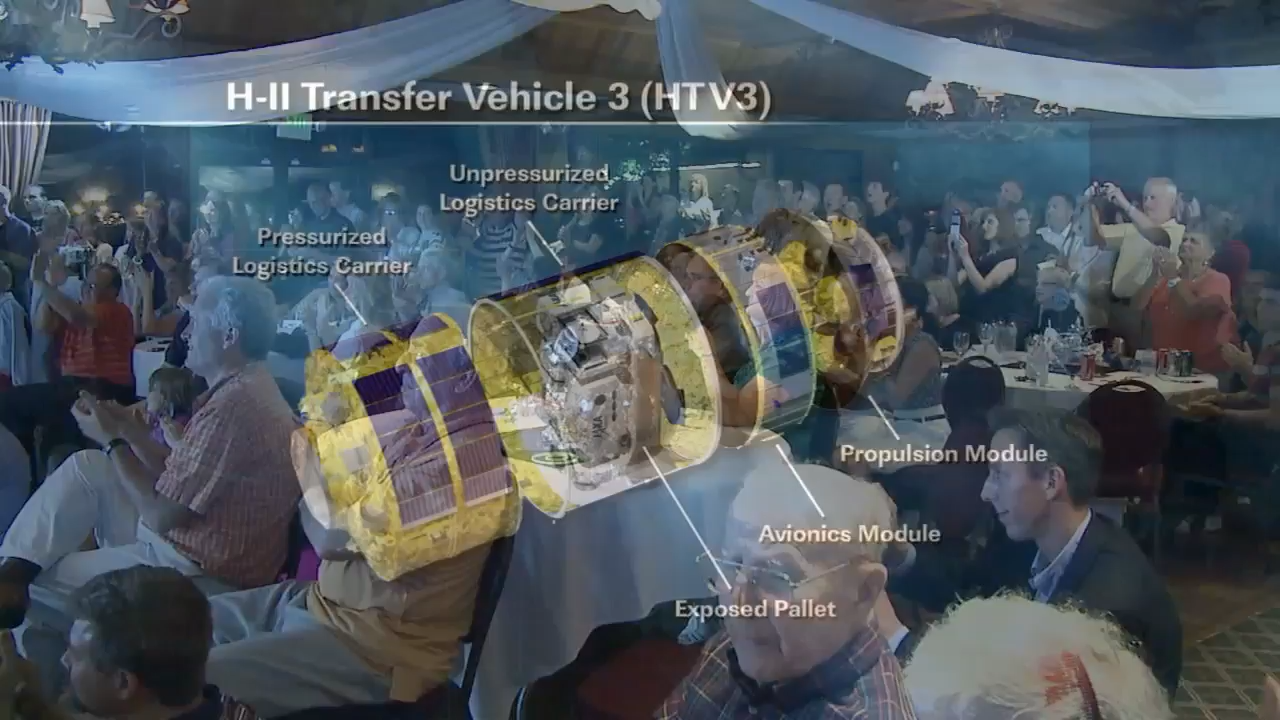 H-II Transfer Vehicle 3 (HTV3)
Unpressurized
Logistics Carrier
Pressurized
Logistics Carrier
Propulsion Module
Avionics Module
Exposed Pallet